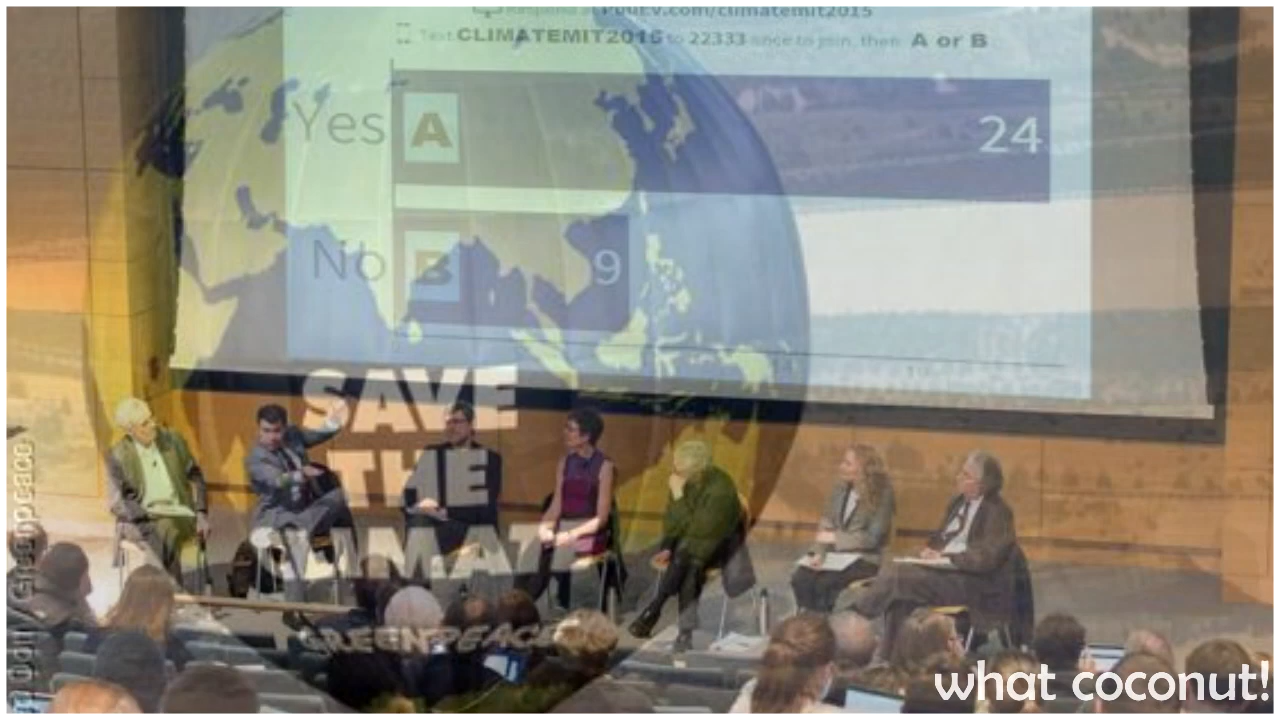 PollEv.com/climatemit2015
Text CLIMATEMIT2015 to 22333 once to join, then A or B
Yes A 24
No B 9
SAVE
THE
CLIMATE
GREENPEACE
Greenpeace
what coconut!